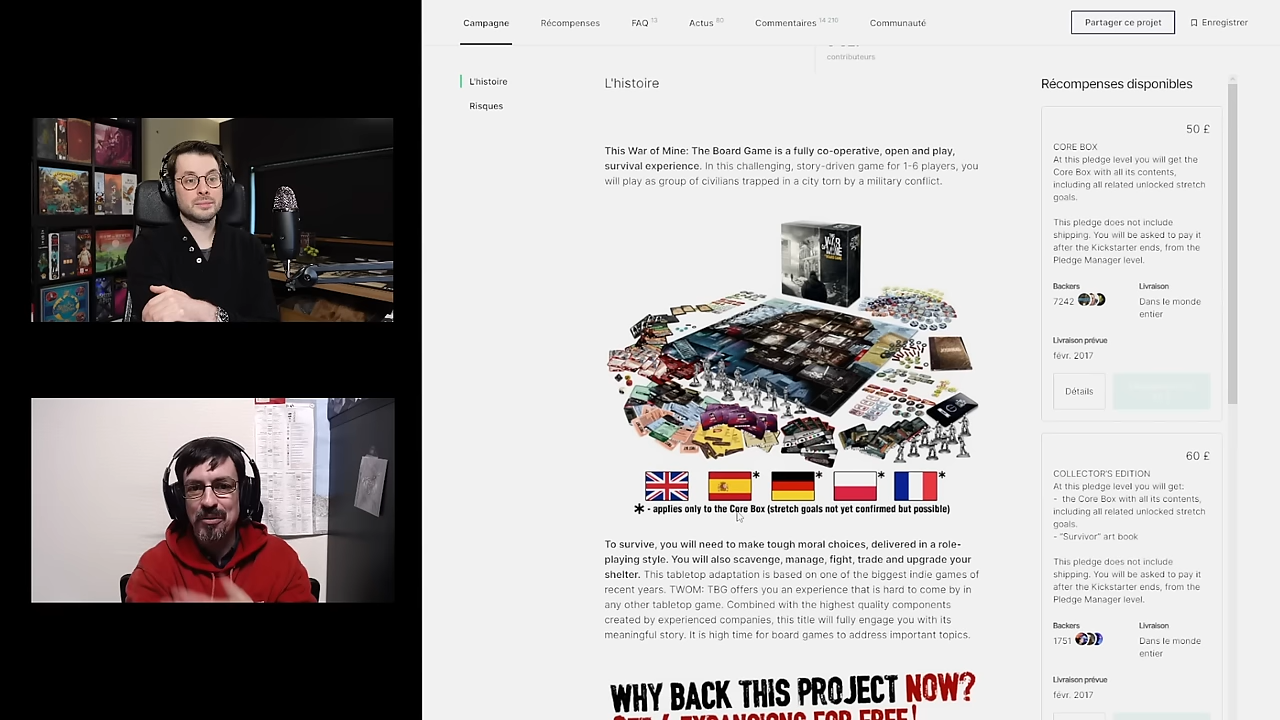 Campagne
Récompenses
FAQ 13
Actus 60
Commentaires 14 210
Communauté
Partager ce projet
Enregistrer
contributeurs
L'histoire
Risques
L'histoire
This War of Mine: The Board Game is a fully co-operative, open and play,
survival experience. In this challenging, story-driven game for 1-6 players, you
will play as group of civilians trapped in a city torn by a military conflict.
* * * *
* - applies only to the Core Box (stretch goals not yet confirmed but possible)
To survive, you will need to make tough moral choices, delivered in a role-
playing style. You will also scavenge, manage, fight, trade and upgrade your
shelter. This tabletop adaptation is based on one of the biggest indie games of
recent years. TWOM: TBG offers you an experience that is hard to come by in
any other tabletop game. Combined with the highest quality components
created by experienced companies, this title will fully engage you with its
meaningful story. It is high time for board games to address important topics.
WHY BACK THIS PROJECT NOW?
Récompenses disponibles
50 £
CORE BOX
At this pledge level you will get the
Core Box with all its contents,
including all related unlocked stretch
goals.
This pledge does not include
shipping. You will be asked to pay it
after the Kickstarter ends, from the
Pledge Manager level.
Backers
7242
Livraison
Dans le monde
entier
Livraison prévue
févr. 2017
Détails
60 £
COLLECTOR'S EDITION
At this pledge level you will get:
- the Core Box with all its contents,
including all related unlocked stretch
goals.
- "Survivor" art book
This pledge does not include
shipping. You will be asked to pay it
after the Kickstarter ends, from the
Pledge Manager level.
Backers
1751
Livraison
Dans le monde
entier
Livraison prévue
févr. 2017